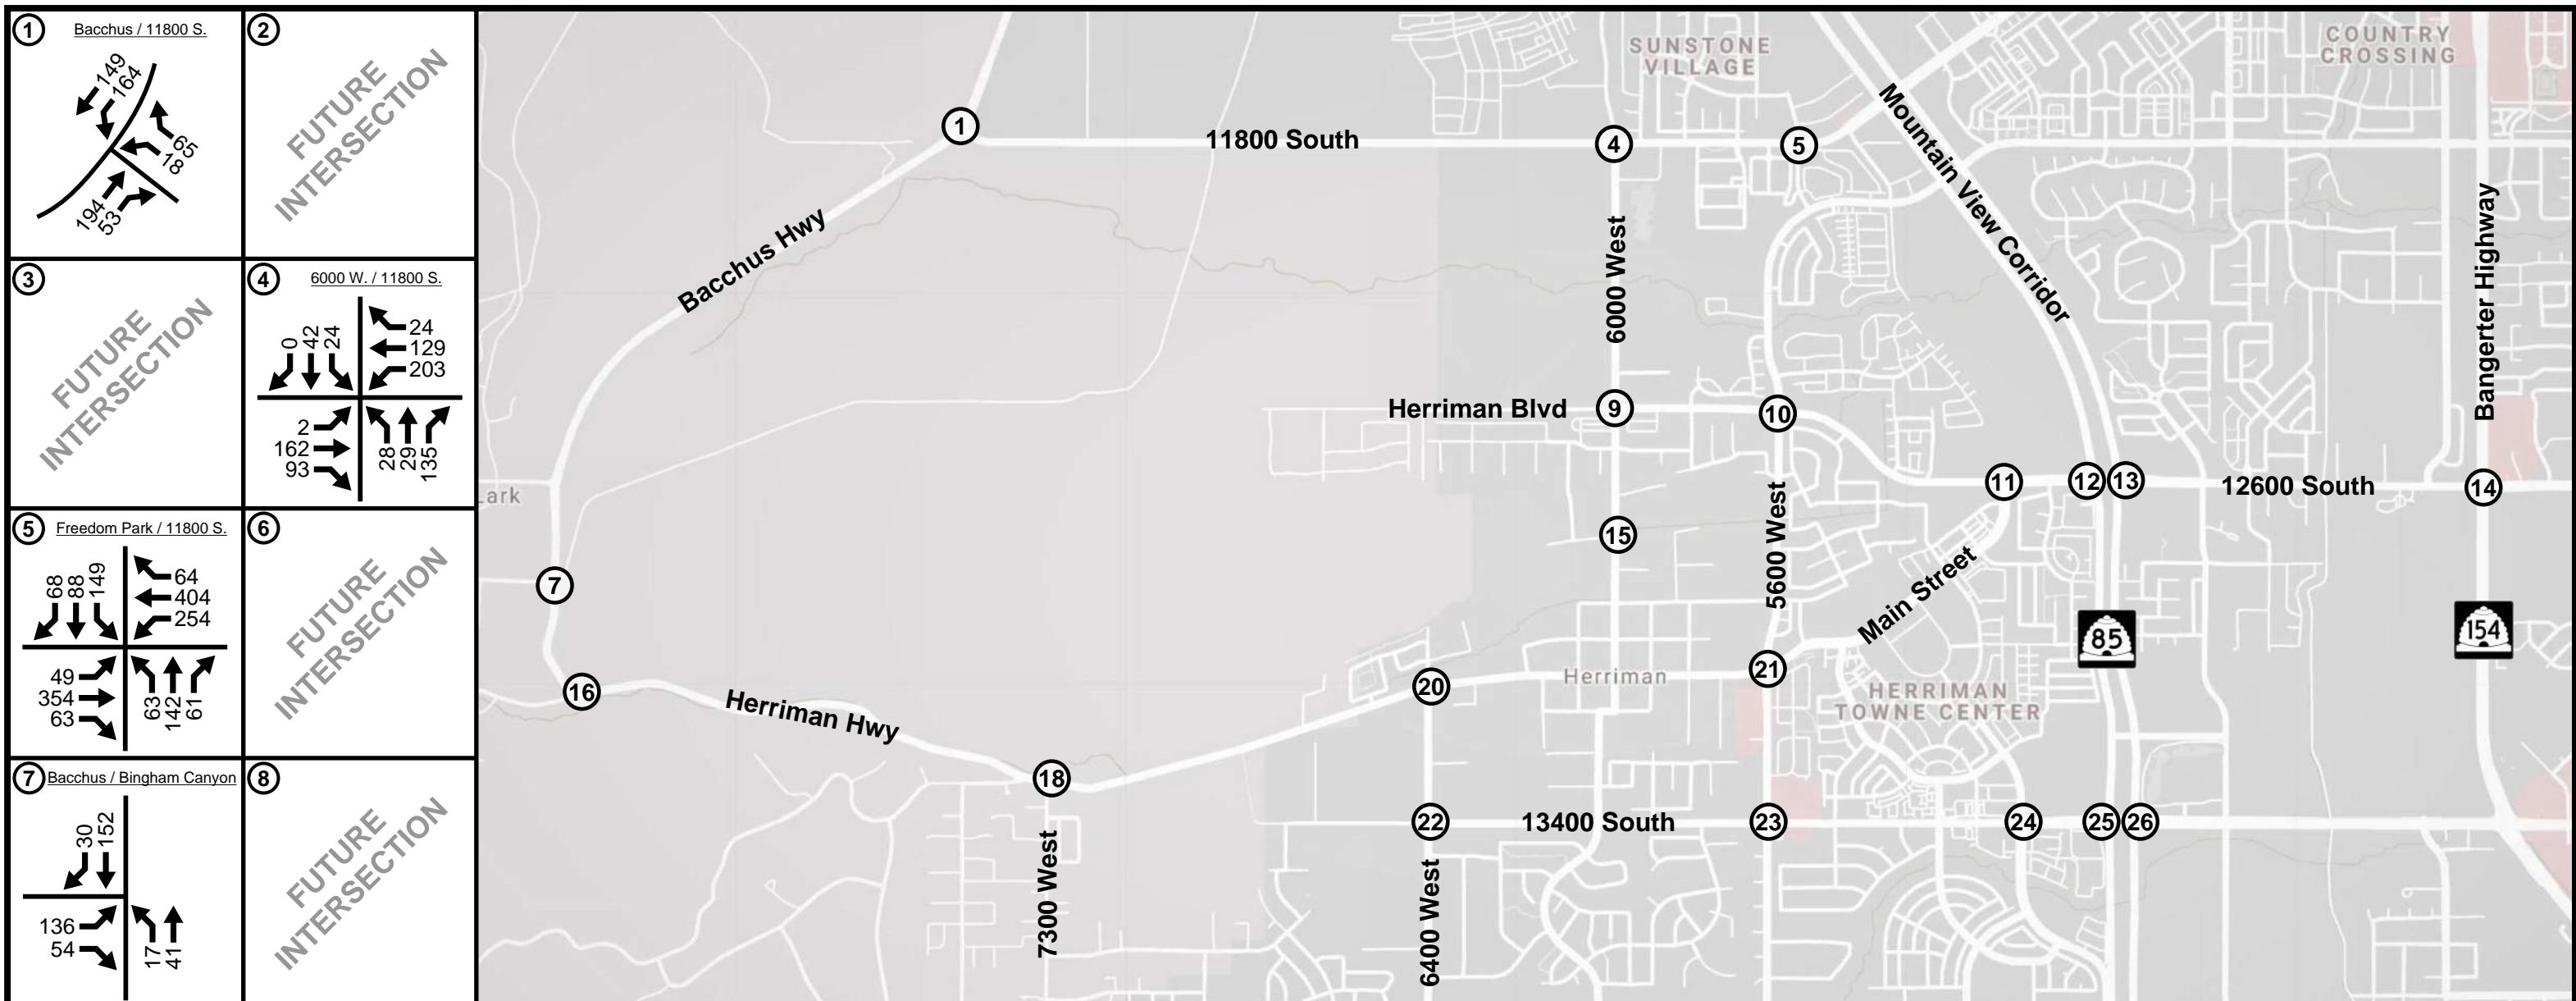 1
Bacchus / 11800 S.
149
164
65
18
194
53
2
FUTURE
INTERSECTION
3
FUTURE
INTERSECTION
4
6000 W. / 11800 S.
0
42
24
24
129
203
2
162
93
28
29
135
5
Freedom Park / 11800 S.
68
88
149
64
404
254
49
354
63
63
142
61
6
FUTURE
INTERSECTION
7
Bacchus / Bingham Canyon
30
152
136
54
17
41
8
FUTURE
INTERSECTION
SUNSTONE
VILLAGE
COUNTRY
CROSSING
1
11800 South
4
5
Mountain View Corridor
Bangerter Highway
Bacchus Hwy
6000 West
Herriman Blvd
9
10
11
12
13
12600 South
14
Lark
15
5600 West
7
Main Street
85
154
16
Herriman Hwy
20
Herriman
21
HERRIMAN
TOWNE CENTER
18
22
13400 South
23
24
25
26
7300 West
6400 West